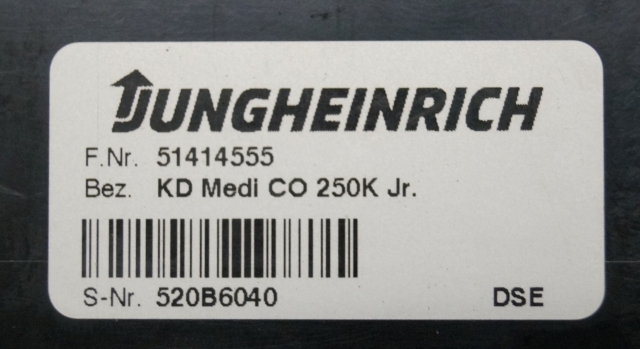 JUNGHEINRICH
F.Nr. 51414555
Bez. KD Medi CO 250K Jr.
S-Nr. 520B6040 DSE